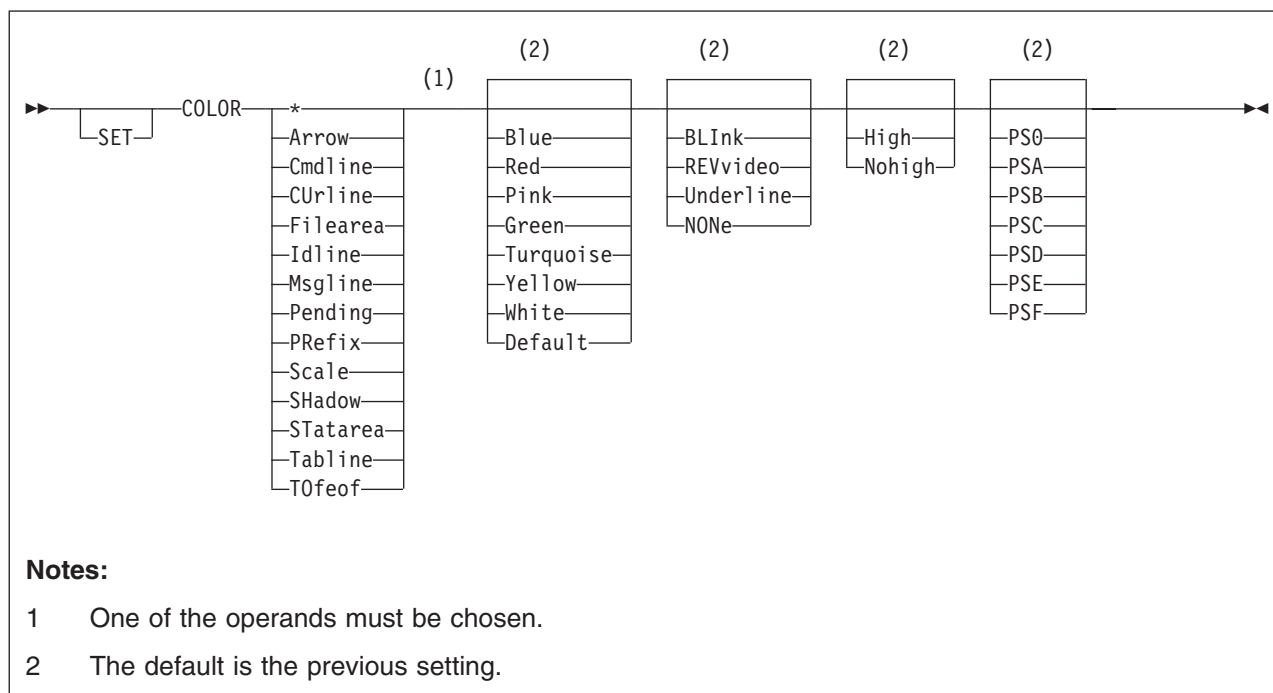 (2) (2) (2) (2)
(1)
COLOR *
SET Arrow Blue BLInk High PS0
Cmdline Red REVvideo Nohigh PSA
CUrline Pink Underline PSB
Filearea Green NONe PSC
Idline Turquoise PSD
Msgline Yellow PSE
Pending White PSF
PRefix Default
Scale
SHadow
STatarea
Tabline
TOfeof
Notes:
1 One of the operands must be chosen.
2 The default is the previous setting.